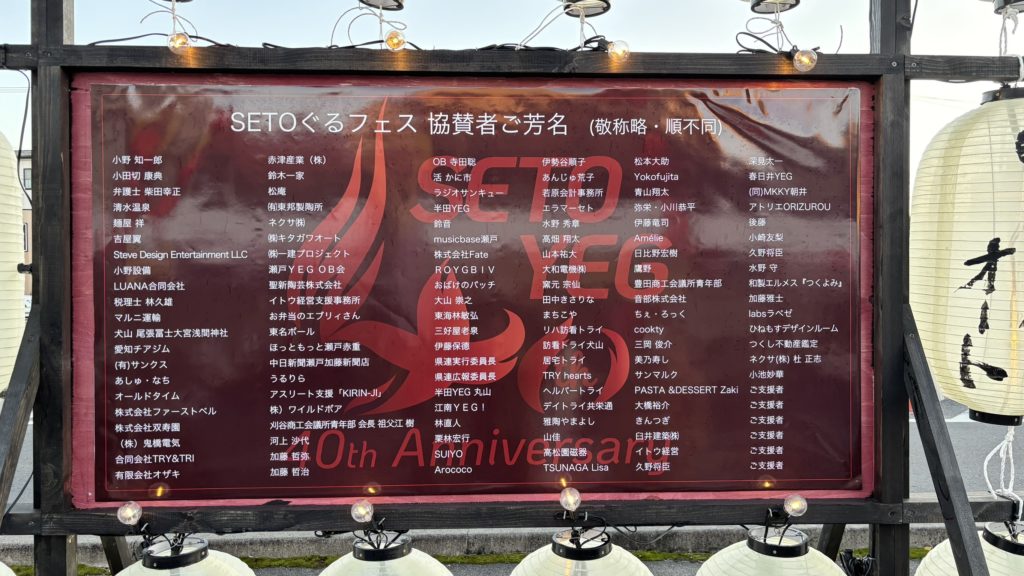 SETOぐるフェス 協賛者ご芳名 (敬称略・順不同)
小野 知一郎
小田切 康典
弁護士 柴田幸正
清水温泉
麺屋 祥
吉屋翼
Steve Design Entertainment LLC
小野設備
LUANA合同会社
税理士 林久雄
マルニ運輸
犬山 尾張冨士大宮浅間神社
愛知チアジム
(有)サンクス
あしゅ・なち
オールドタイム
株式会社ファーストベル
株式会社双寿園
(株)鬼橋電気
合同会社TRY&TRI
有限会社オザキ
赤津産業(株)
鈴木一家
松庵
㈲東邦製陶所
ネクサ㈱
㈱キタガワオート
㈱一建プロジェクト
瀬戸YEG OB会
聖新陶芸株式会社
イトウ経営支援事務所
お弁当のエブリィさん
東名ボール
ほっともっと瀬戸赤重
中日新聞瀬戸加藤新聞店
うるりら
アスリート支援「KIRIN-JI」
(株)ワイルドボア
刈谷商工会議所青年部 会長 祖父江 樹
河上 沙代
加藤 哲弥
加藤 哲治
OB 寺田聡
活 かに市
ラジオサンキュー
半田YEG
鈴音
musicbase瀬戸
株式会社Fate
ROYGBIV
おばけのパッチ
大山 崇之
東海林敏弘
三好屋老泉
伊藤保徳
県連実行委員長
県連広報委員長
半田YEG 丸山
江南YEG!
林直人
栗林宏行
SUIYO
Arococo
伊勢谷順子
あんじゅ荒子
若原会計事務所
エラマーセト
水野 秀章
高畑 翔太
山本祐大
大和電機㈱
窯元 宗仙
田中きさりな
まちこや
リハ訪看トライ
訪看トライ犬山
居宅トライ
TRY hearts
ヘルパートライ
デイトライ共栄通
雅陶やまよし
山佳
高松園磁器
TSUNAGA Lisa
松本大助
Yokofujita
青山翔太
弥栄・小川恭平
伊藤竜司
Amélie
日比野宏樹
鷹野
豊田商工会議所青年部
音部株式会社
ちぇ・ろっく
cookty
三岡 俊介
美乃寿し
サンマルク
PASTA &DESSERT Zaki
大橋裕介
きんつぎ
臼井建築㈱
イトウ経営
久野将臣
深見太一
春日井YEG
(同)MKKY朝井
アトリエORIZUROU
後藤
小崎友梨
久野将臣
水野 守
和製エルメス『つくよみ』
加藤雅士
labsラベゼ
ひねもすデザインルーム
つくし不動産鑑定
ネクサ(株) 杜 正志
小池妙華
ご支援者
ご支援者
ご支援者
ご支援者
ご支援者
ご支援者
SETO
YEG
10th Anniversary